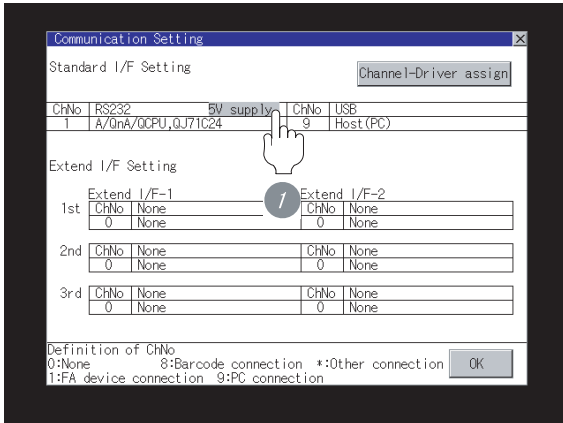 Communication Setting
Standard I/F Setting
Channel-Driver assign
ChNo RS232 5V supply ChNo USB
1 A/QnA/QCPU,QJ71C24 9 Host(PC)
Extend I/F Setting
1
Extend I/F-1 Extend I/F-2
1st ChNo None ChNo None
0 None 0 None
2nd ChNo None ChNo None
0 None 0 None
3rd ChNo None ChNo None
0 None 0 None
Definition of ChNo
0:None 8:Barcode connection *:Other connection OK
1:FA device connection 9:PC connection